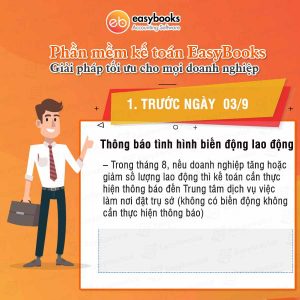 eb easybooks
Accounting Software
Phần mềm kế toán EasyBooks
Giải pháp tối ưu cho mọi doanh nghiệp
1. TRƯỚC NGÀY 03/9
Thông báo tình hình biến động lao động
– Trong tháng 8, nếu doanh nghiệp tăng hoặc
giảm số lượng lao động thì kế toán cần thực
hiện thông báo đến Trung tâm dịch vụ việc
làm nơi đặt trụ sở (không có biến động không
cần thực hiện thông báo)